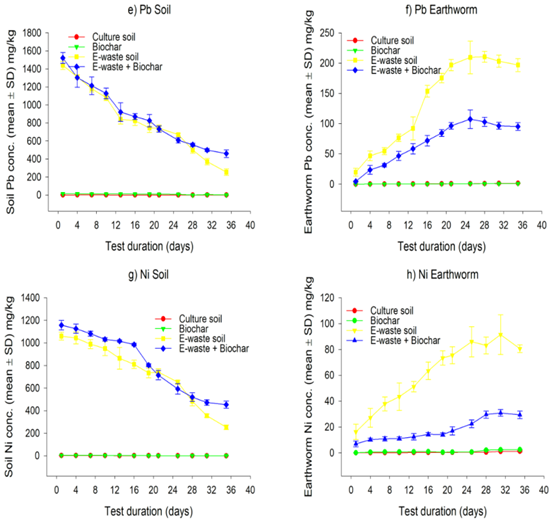 e) Pb Soil
Soil Pb conc. (mean ± SD) mg/kg
1800
1600
1400
1200
1000
800
600
400
200
0
Culture soil
Biochar
E-waste soil
E-waste + Biochar
0 4 8 12 16 20 24 28 32 36 40
Test duration (days)
f) Pb Earthworm
Earthworm Pb conc. (mean ± SD) mg/kg
250
200
150
100
50
0
Culture soil
Biochar
E-waste soil
E-waste + Biochar
0 4 8 12 16 20 24 28 32 36 40
Test duration (days)
g) Ni Soil
Soil Ni conc. (mean ± SD) mg/kg
1400
1200
1000
800
600
400
200
0
Culture soil
Biochar
E-waste soil
E-waste + Biochar
0 4 8 12 16 20 24 28 32 36 40
Test duration (days)
h) Ni Earthworm
Earthworm Ni conc. (mean ± SD) mg/kg
120
100
80
60
40
20
0
Culture soil
Biochar
E-waste soil
E-waste + Biochar
0 4 8 12 16 20 24 28 32 36 40
Test duration (days)